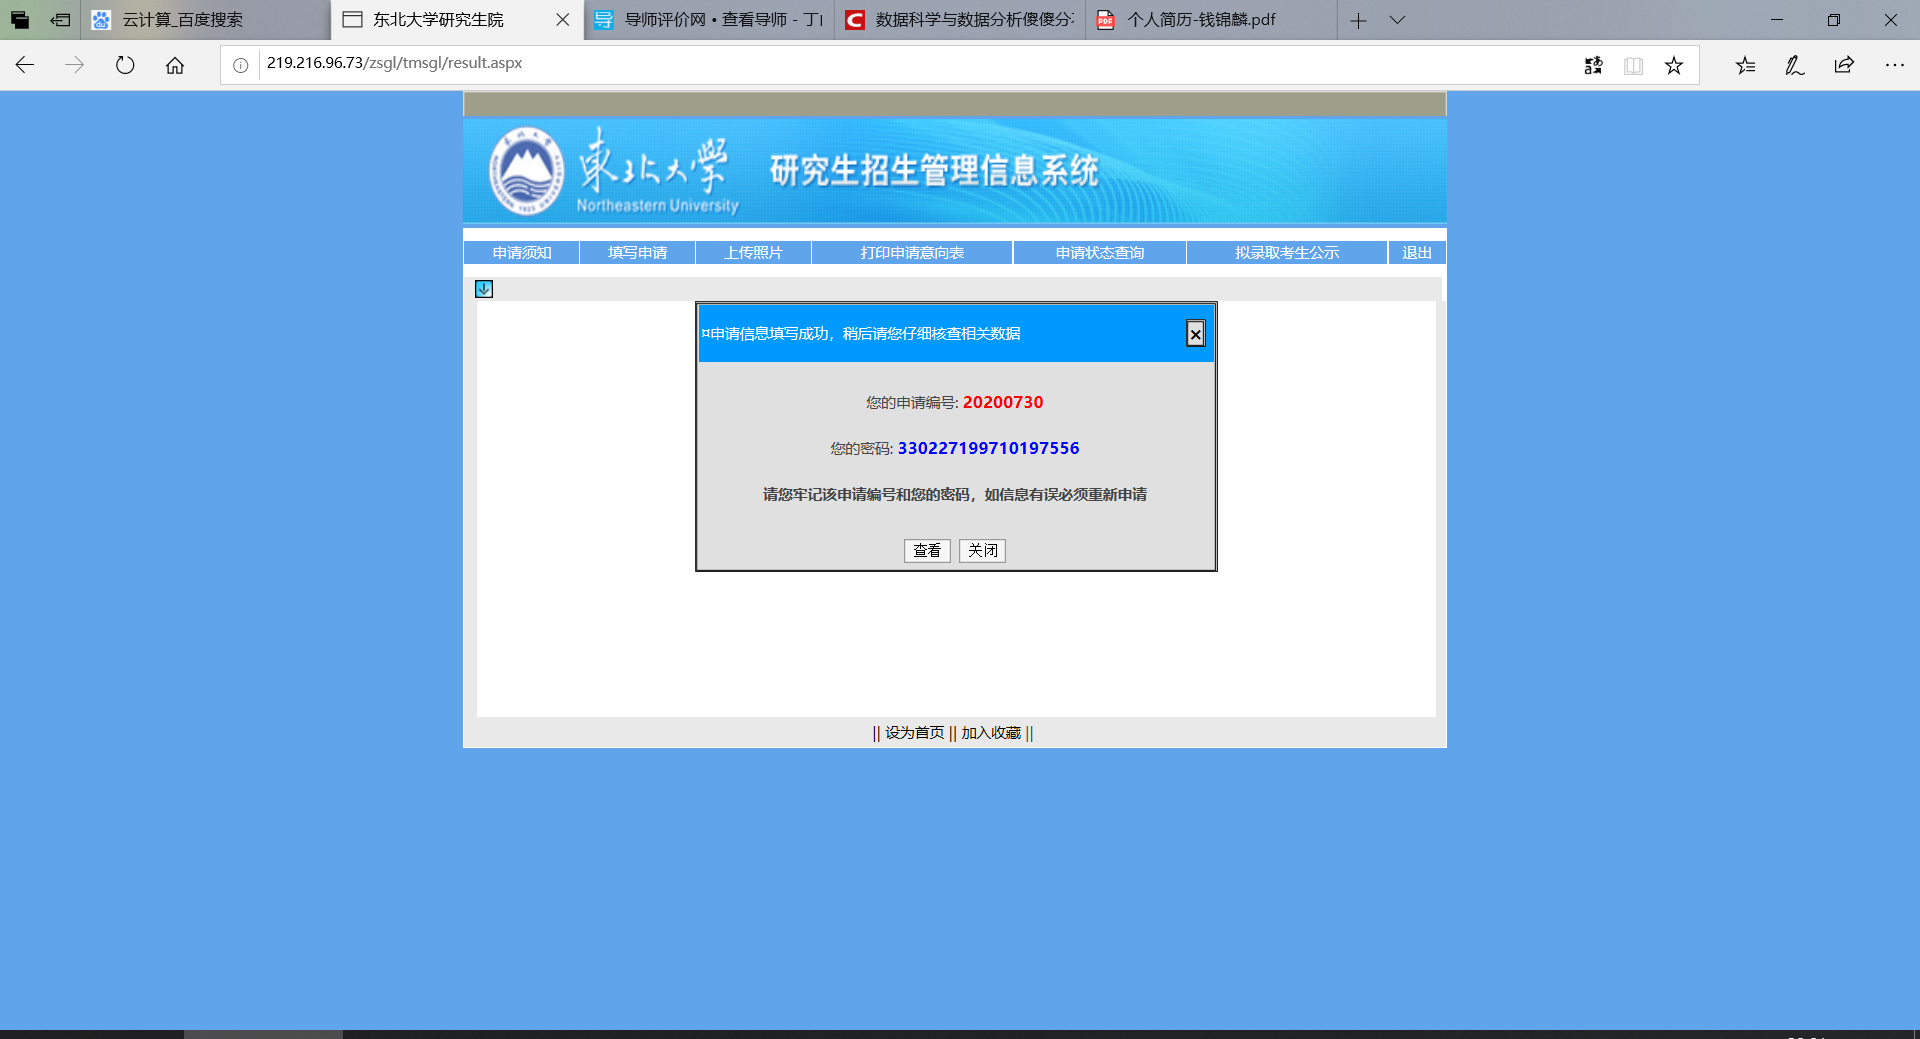 云计算_百度搜索
东北大学研究生院
导师评价网 • 查看导师 - 丁
数据科学与数据分析傻傻分
个人简历-钱锦麟.pdf
219.216.96.73/zsgl/tmsgl/result.aspx
東北大學
Northeastern University
研究生招生管理信息系统
申请须知
填写申请
上传照片
打印申请意向表
申请状态查询
拟录取考生公示
退出
¤申请信息填写成功，稍后请您仔细核查相关数据
您的申请编号: 20200730
您的密码: 330227199710197556
请您牢记该申请编号和您的密码，如信息有误必须重新申请
查看 关闭
|| 设为首页 || 加入收藏 ||